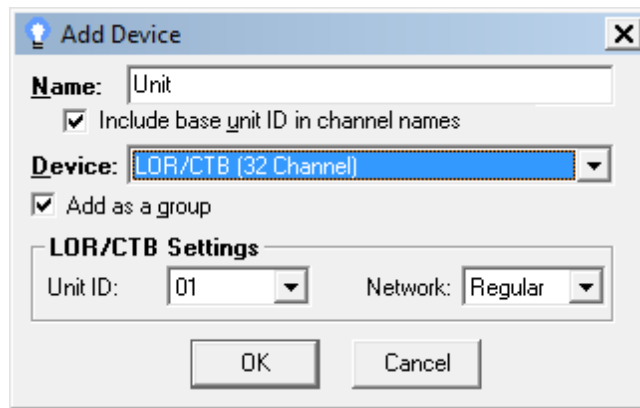 Add Device
Name: Unit
Include base unit ID in channel names
Device: LOR/CTB (32 Channel)
Add as a group
LOR/CTB Settings
Unit ID: 01 Network: Regular
OK Cancel